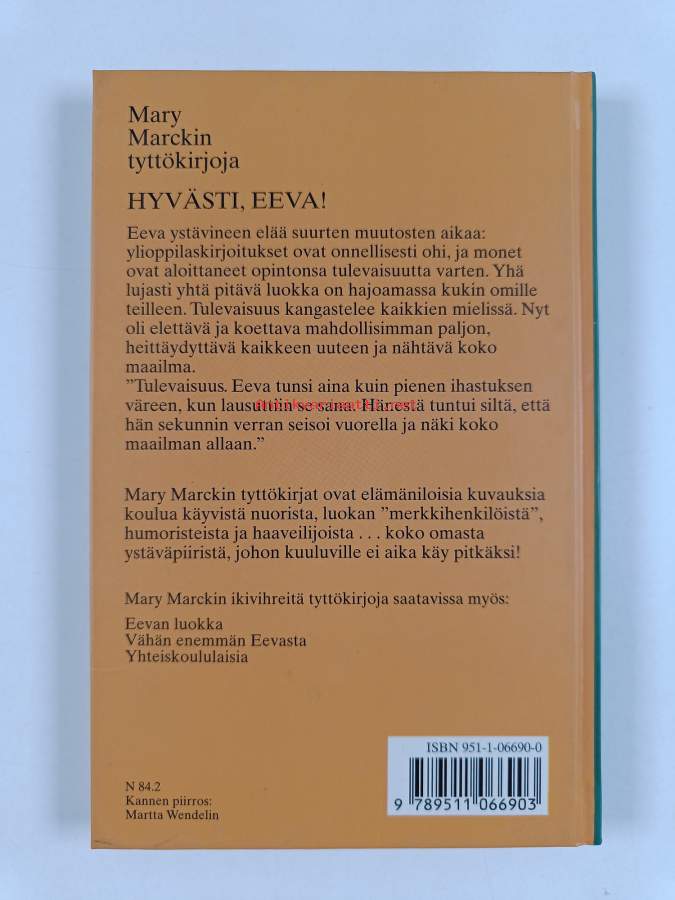 Mary
Marckin
tyttökirjoja
HYVÄSTI, EEVA!
Eeva ystävineen elää suurten muutosten aikaa:
ylioppilaskirjoitukset ovat onnellisesti ohi, ja monet
ovat aloittaneet opintonsa tulevaisuutta varten. Yhä
lujasti yhtä pitävä luokka on hajoamassa kukin omille
teilleen. Tulevaisuus kangastelee kaikkien mielissä. Nyt
oli elettävä ja koettava mahdollisimman paljon,
heittäydyttävä kaikkeen uuteen ja nähtävä koko
maailma.
”Tulevaisuus. Eeva tunsi aina kuin pienen ihastuksen
väreen, kun lausuttiin se sana. Hänestä tuntui siltä, että
hän sekunnin verran seisoi vuorella ja näki koko
maailman allaan.”
Mary Marckin tyttökirjat ovat elämäniloisia kuvauksia
koulua käyvistä nuorista, luokan ”merkkihenkilöistä”,
humoristeista ja haaveilijoista . . . koko omasta
ystäväpiiristä, johon kuuluville ei aika käy pitkäksi!
Mary Marckin ikivihreitä tyttökirjoja saatavissa myös:
Eevan luokka
Vähän enemmän Eevasta
Yhteiskoululaisia
ISBN 951-1-06690-0
9 789511 066903
N 84.2
Kannen piirros:
Martta Wendelin